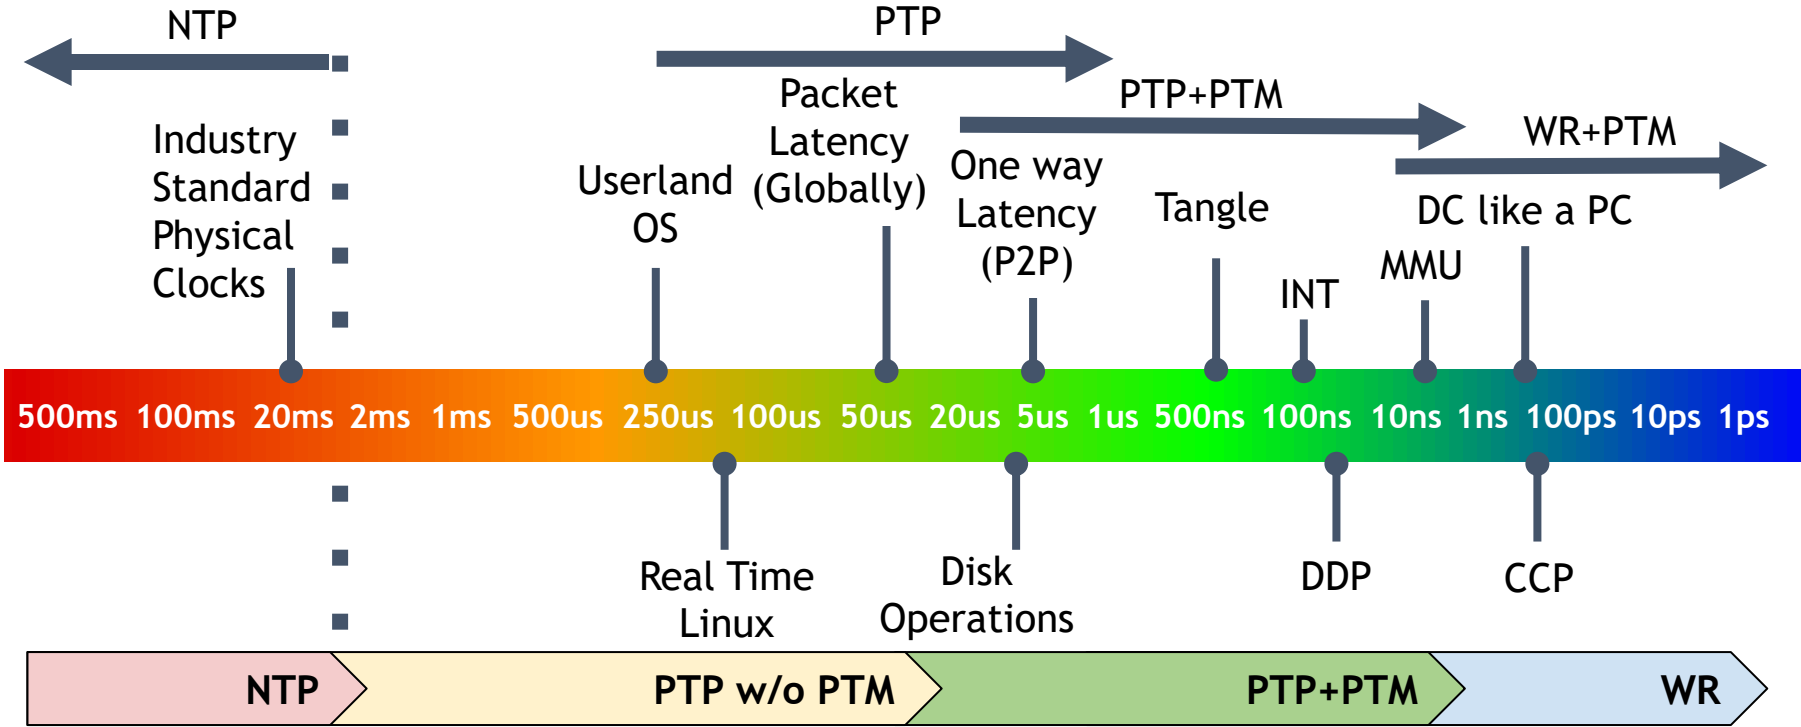 NTP
PTP
PTP+PTM
WR+PTM
Industry
Standard
Physical
Clocks
Userland
OS
Packet
Latency
(Globally)
One way
Latency
(P2P)
Tangle
INT
MMU
DC like a PC
500ms 100ms 20ms 2ms 1ms 500us 250us 100us 50us 20us 5us 1us 500ns 100ns 10ns 1ns 100ps 10ps 1ps
Real Time
Linux
Disk
Operations
DDP
CCP
NTP
PTP w/o PTM
PTP+PTM
WR